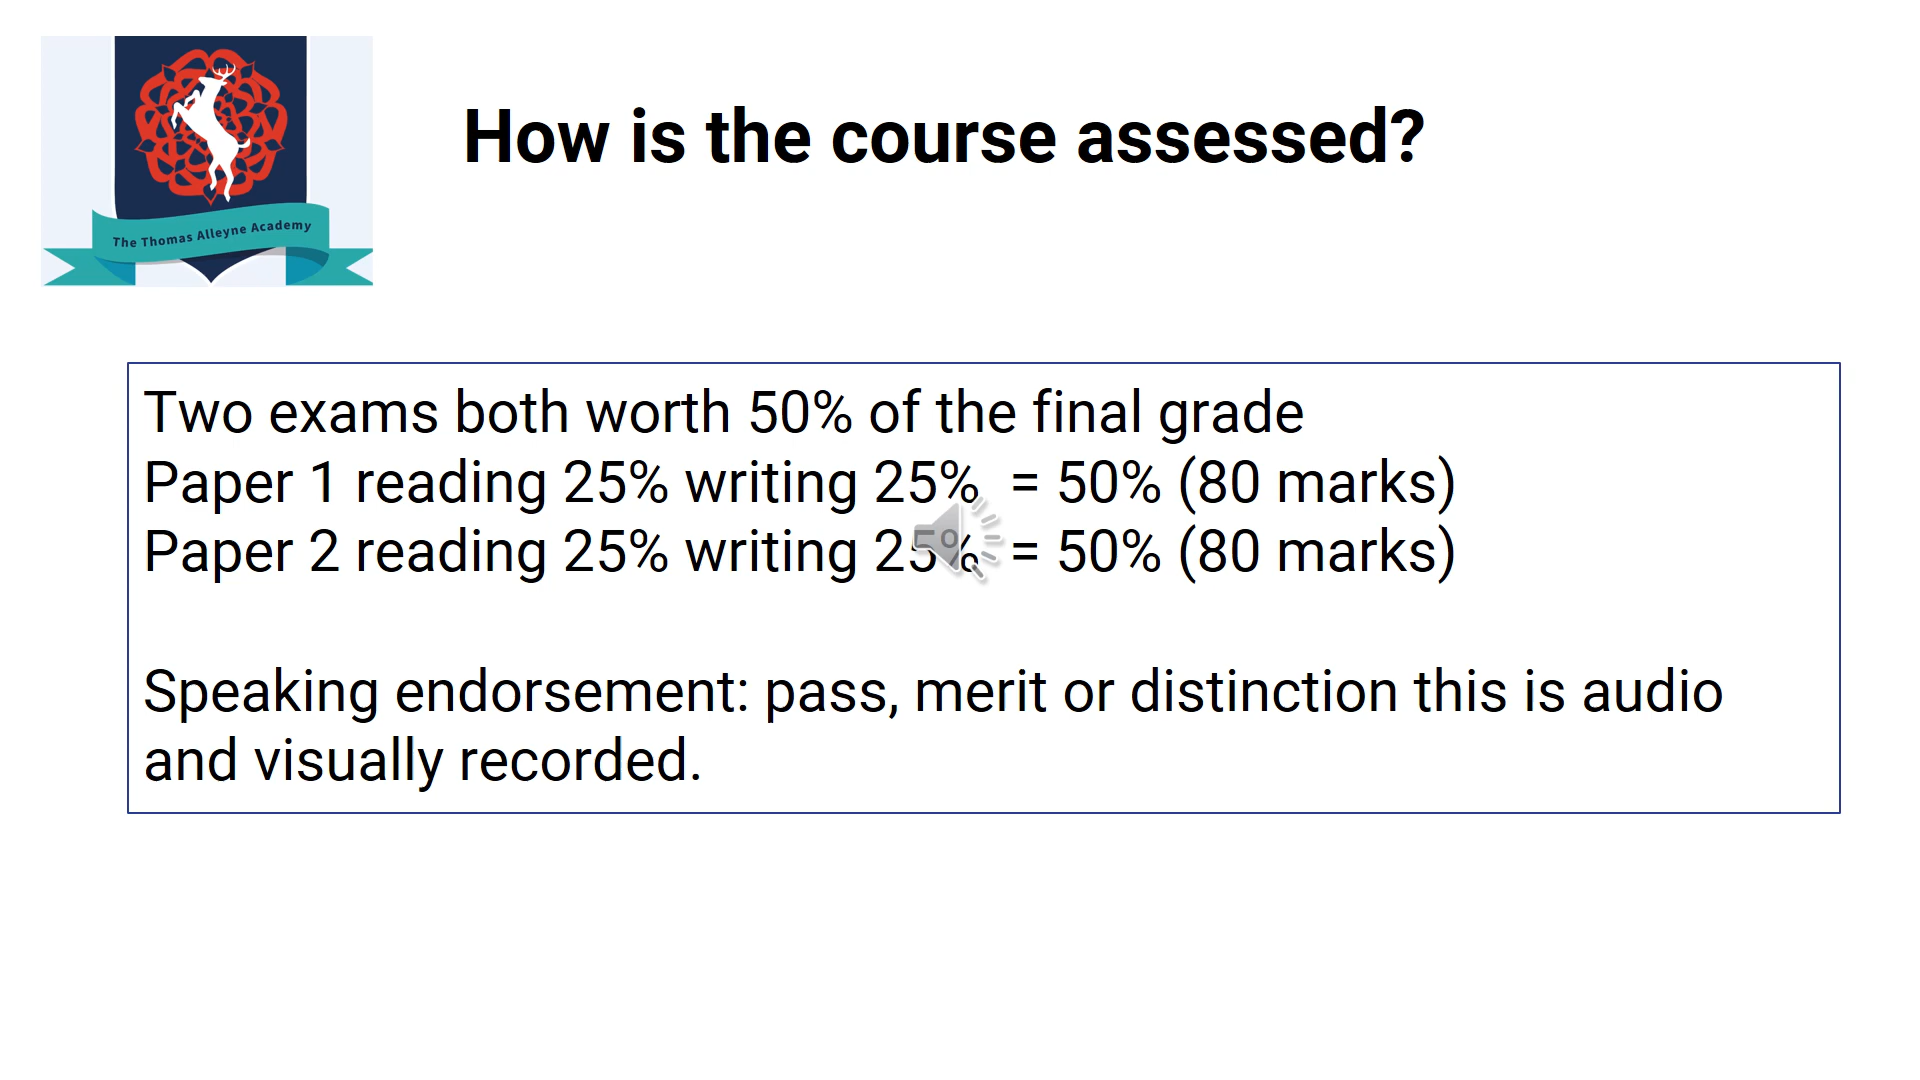 The Thomas Alleyne Academy
How is the course assessed?
Two exams both worth 50% of the final grade
Paper 1 reading 25% writing 25% = 50% (80 marks)
Paper 2 reading 25% writing 25% = 50% (80 marks)
Speaking endorsement: pass, merit or distinction this is audio
and visually recorded.